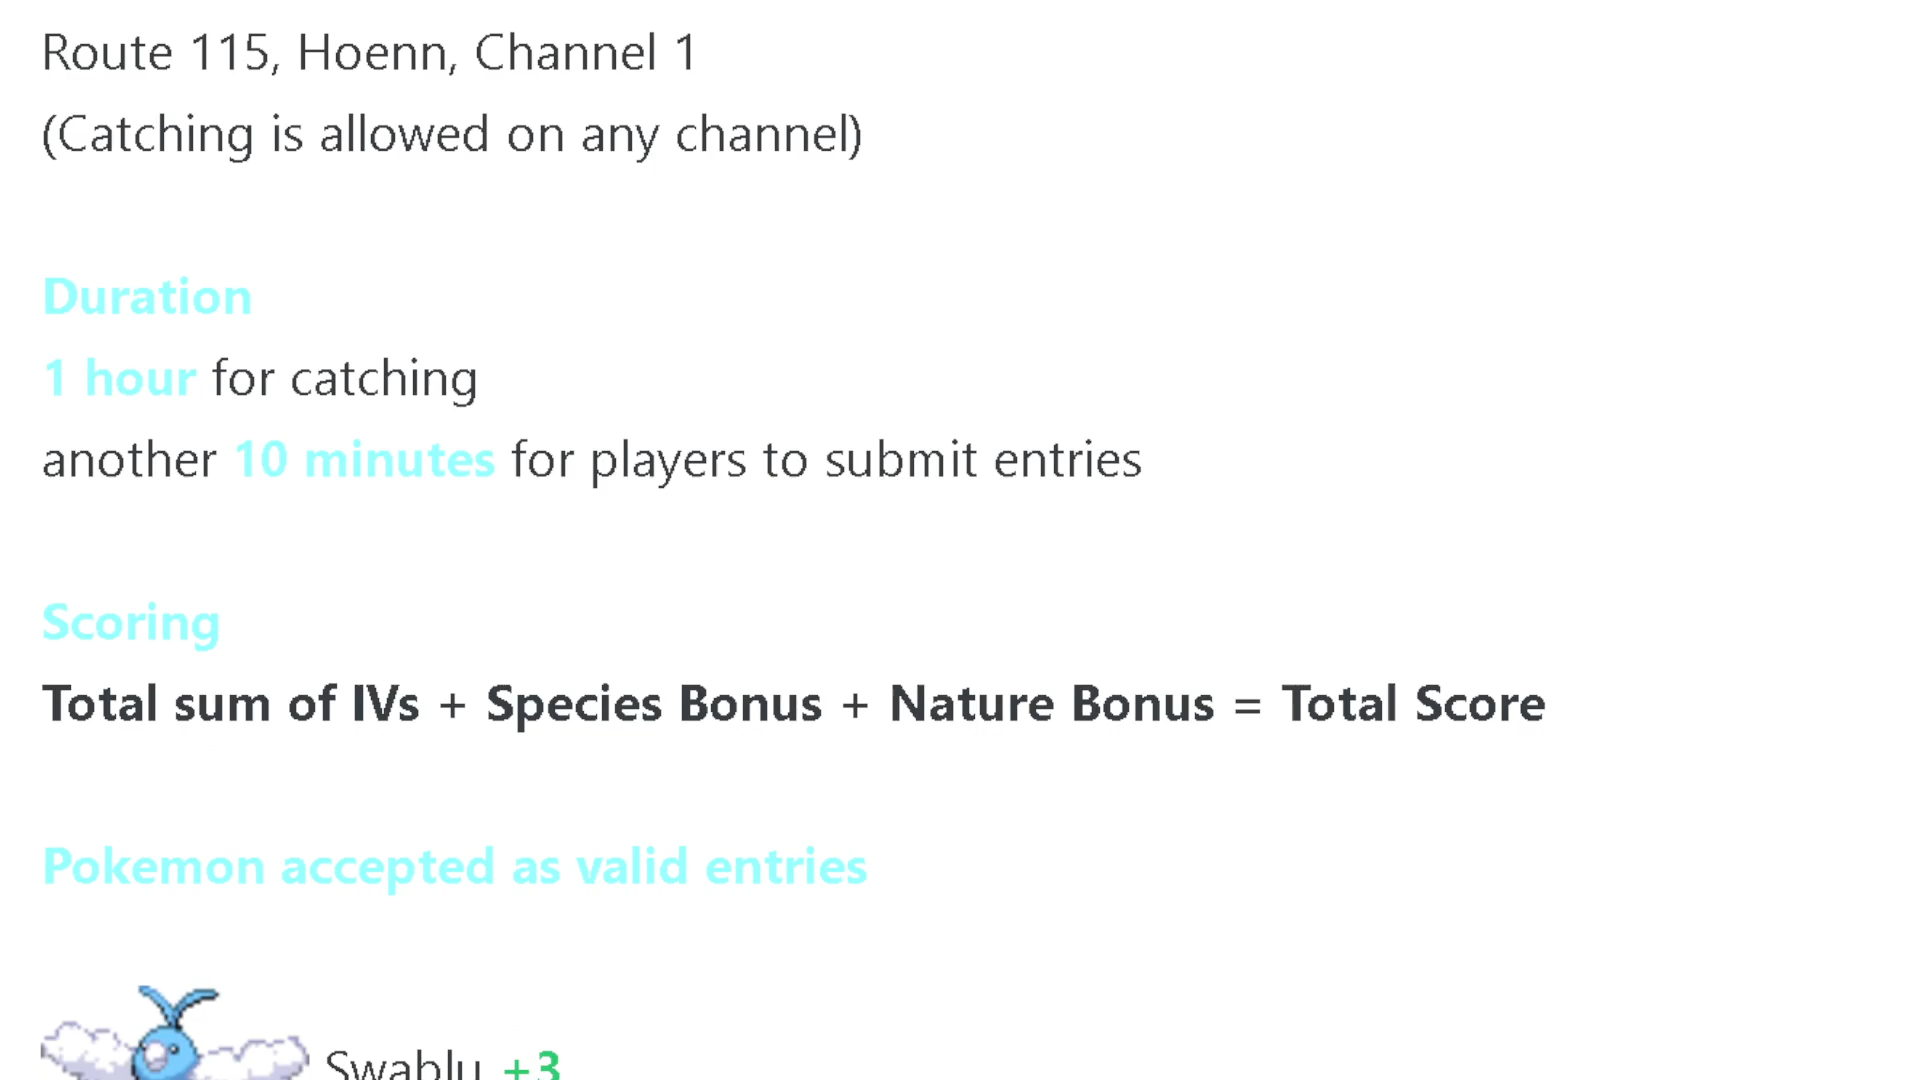 Route 115, Hoenn, Channel 1
(Catching is allowed on any channel)
Duration
1 hour for catching
another 10 minutes for players to submit entries
Scoring
Total sum of IVs + Species Bonus + Nature Bonus = Total Score
Pokemon accepted as valid entries
Swablu +3